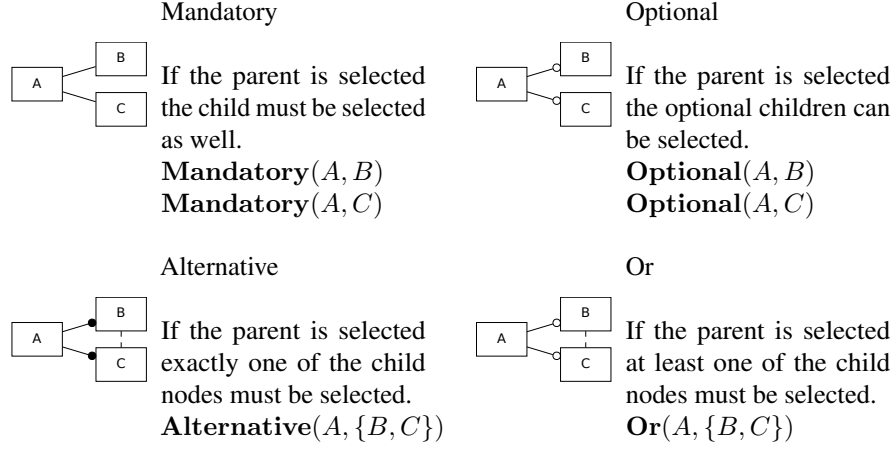 Mandatory
A
B
C
If the parent is selected
the child must be selected
as well.
Mandatory(A, B)
Mandatory(A, C)
Optional
A
B
C
If the parent is selected
the optional children can
be selected.
Optional(A, B)
Optional(A, C)
Alternative
A
B
C
If the parent is selected
exactly one of the child
nodes must be selected.
Alternative(A, {B, C})
Or
A
B
C
If the parent is selected
at least one of the child
nodes must be selected.
Or(A, {B, C})